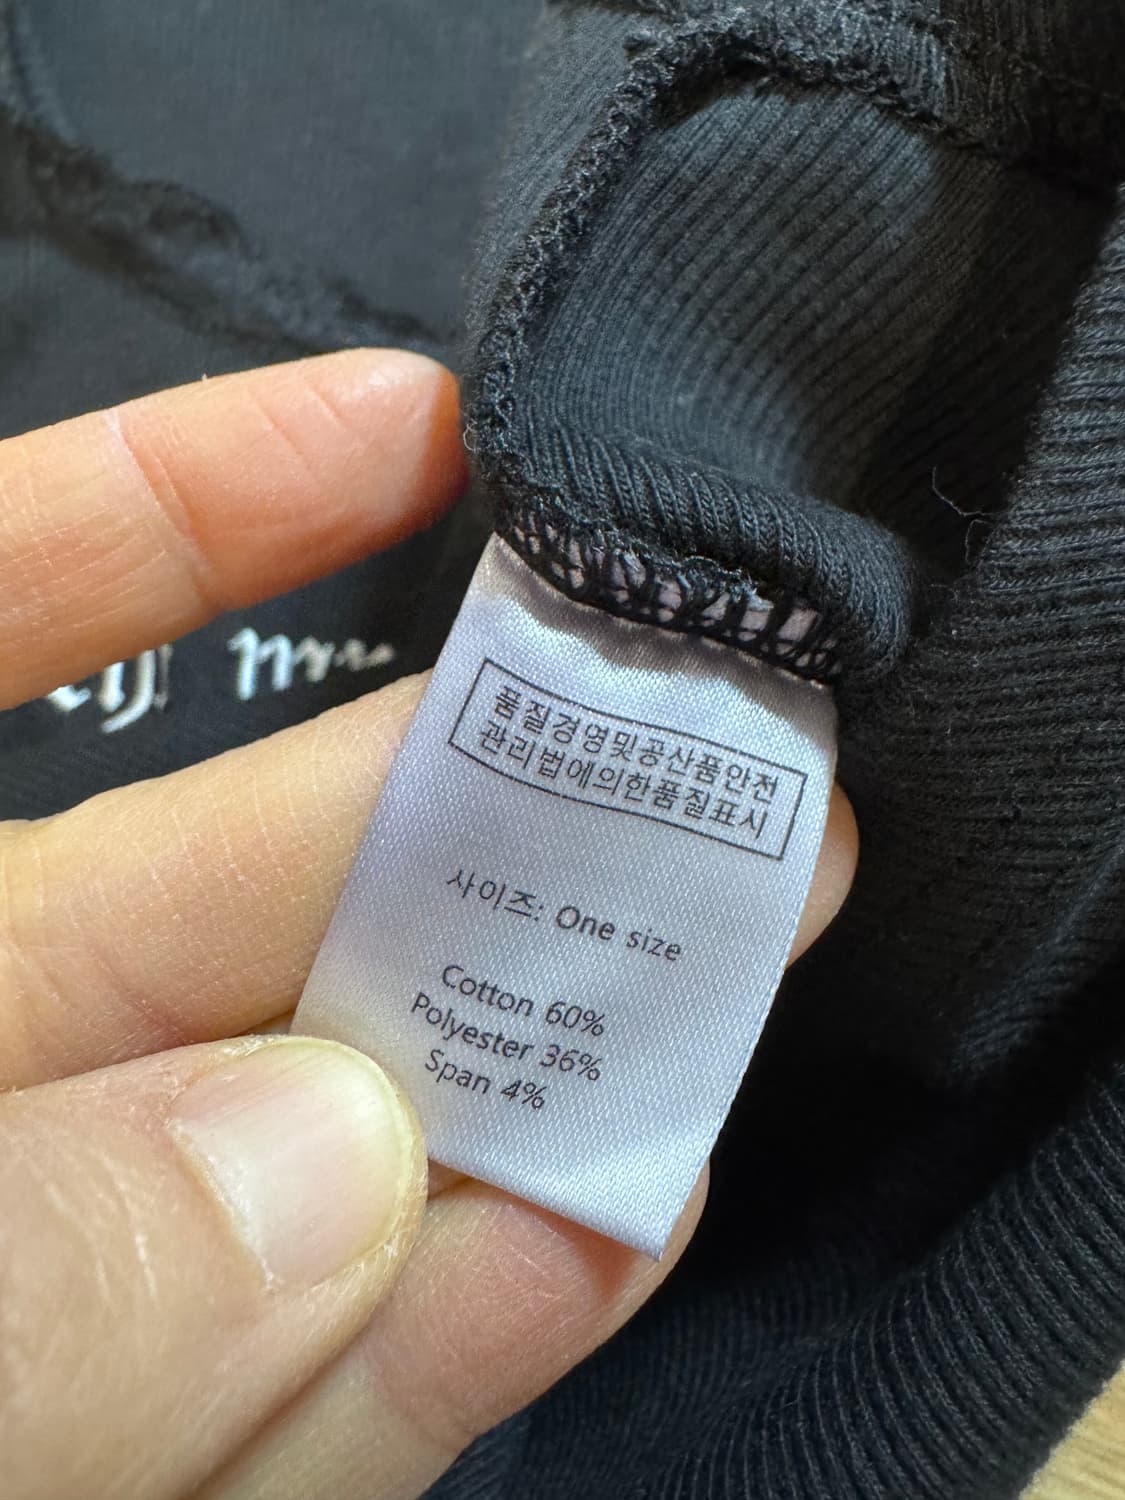 품질경영및공산품안전
관리법에의한품질표시
사이즈: One size
Cotton 60%
Polyester 36%
Span 4%